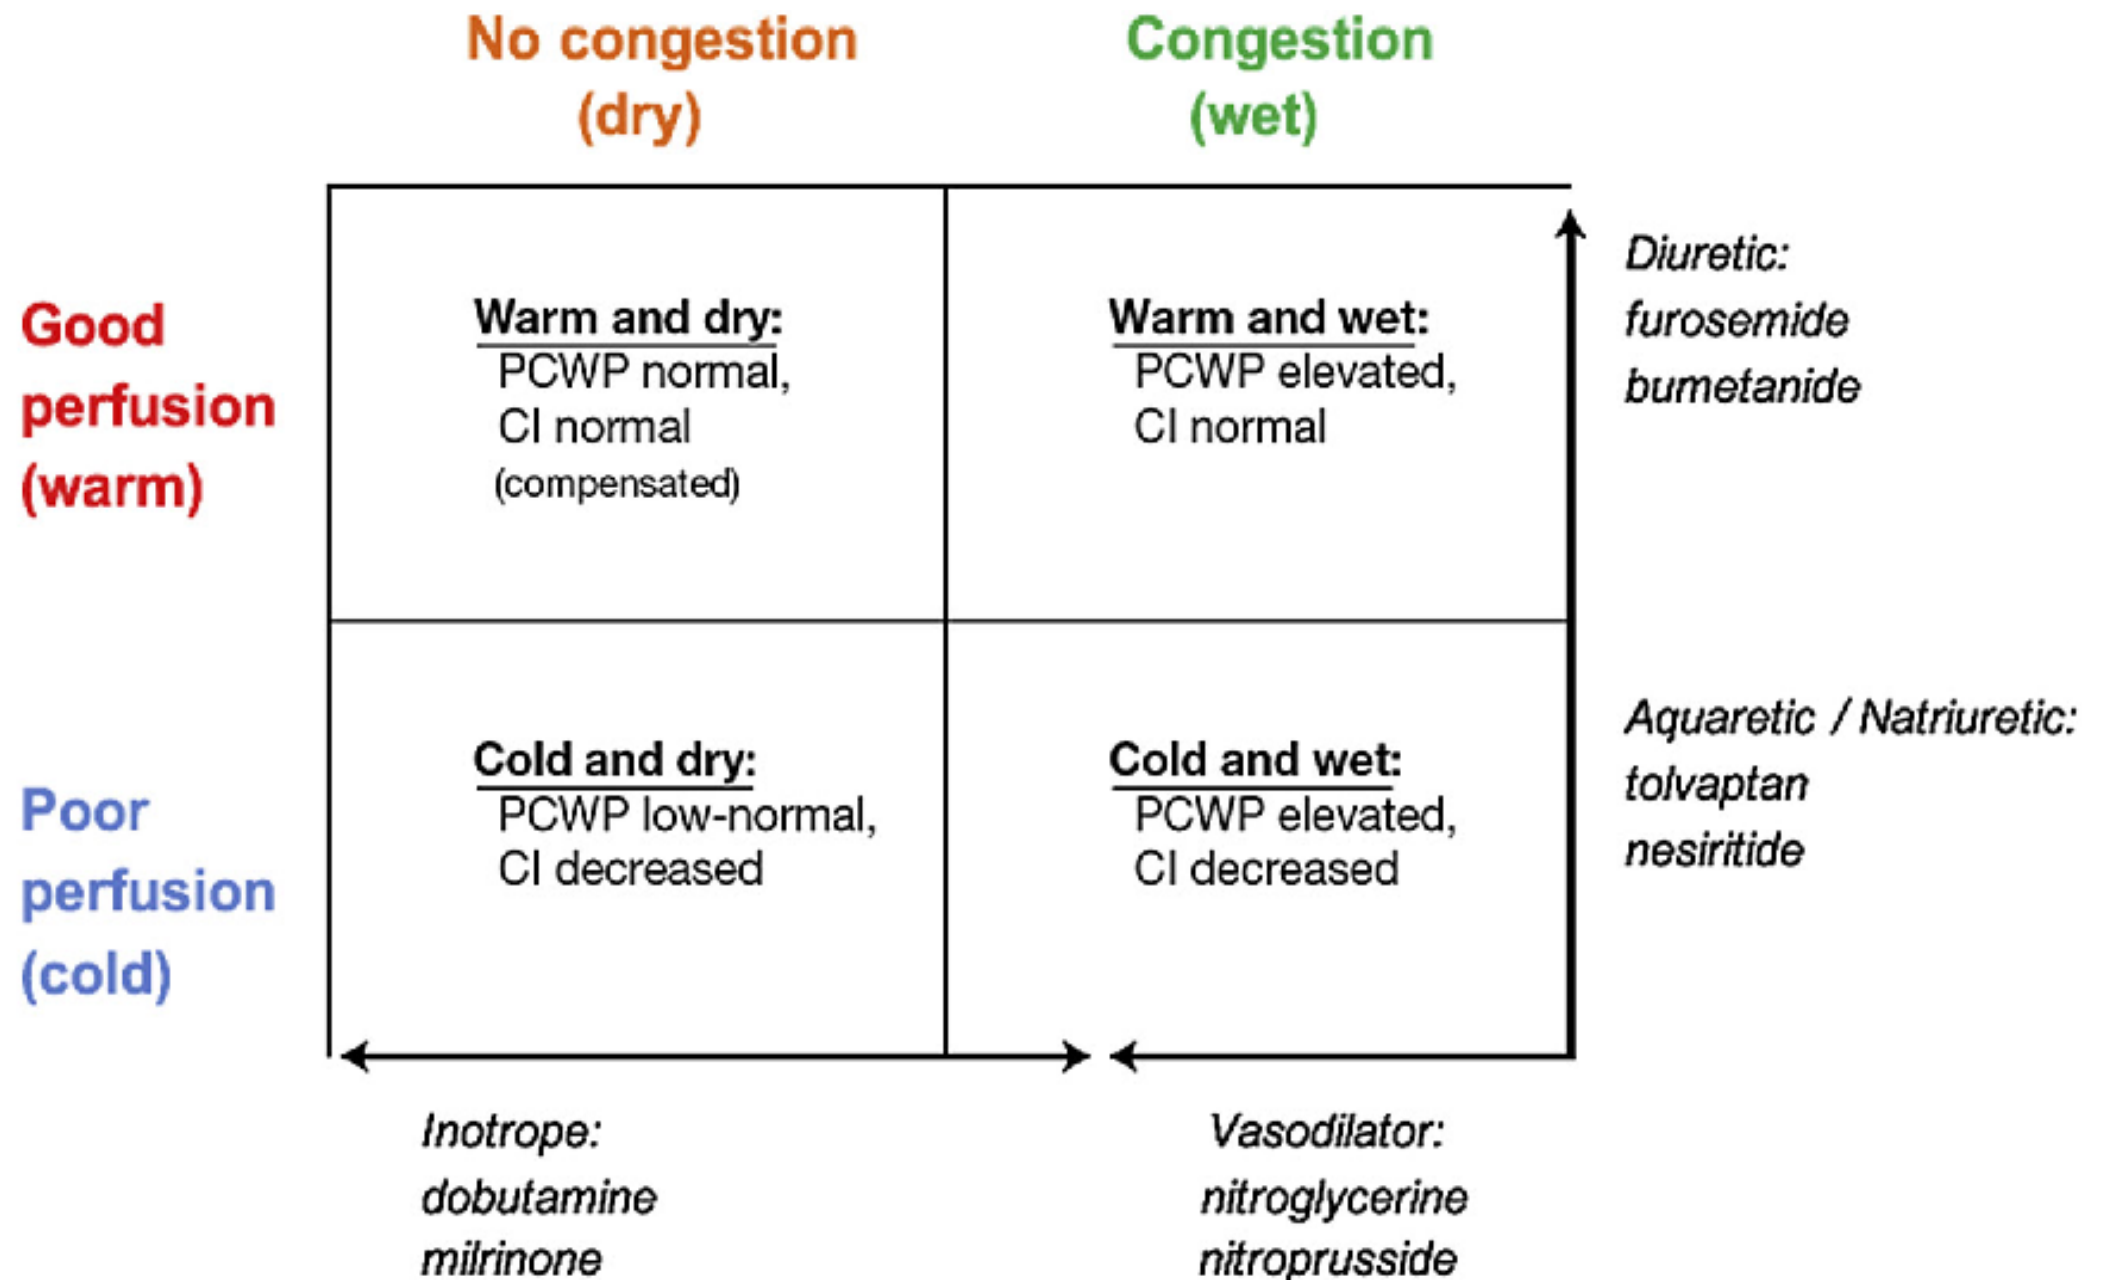 No congestion
(dry)
Congestion
(wet)
Good
perfusion
(warm)
Warm and dry:
PCWP normal,
CI normal
(compensated)
Warm and wet:
PCWP elevated,
CI normal
Diuretic:
furosemide
bumetanide
Poor
perfusion
(cold)
Cold and dry:
PCWP low-normal,
CI decreased
Cold and wet:
PCWP elevated,
CI decreased
Aquaretic / Natriuretic:
tolvaptan
nesiritide
Inotrope:
dobutamine
milrinone
Vasodilator:
nitroglycerine
nitroprusside